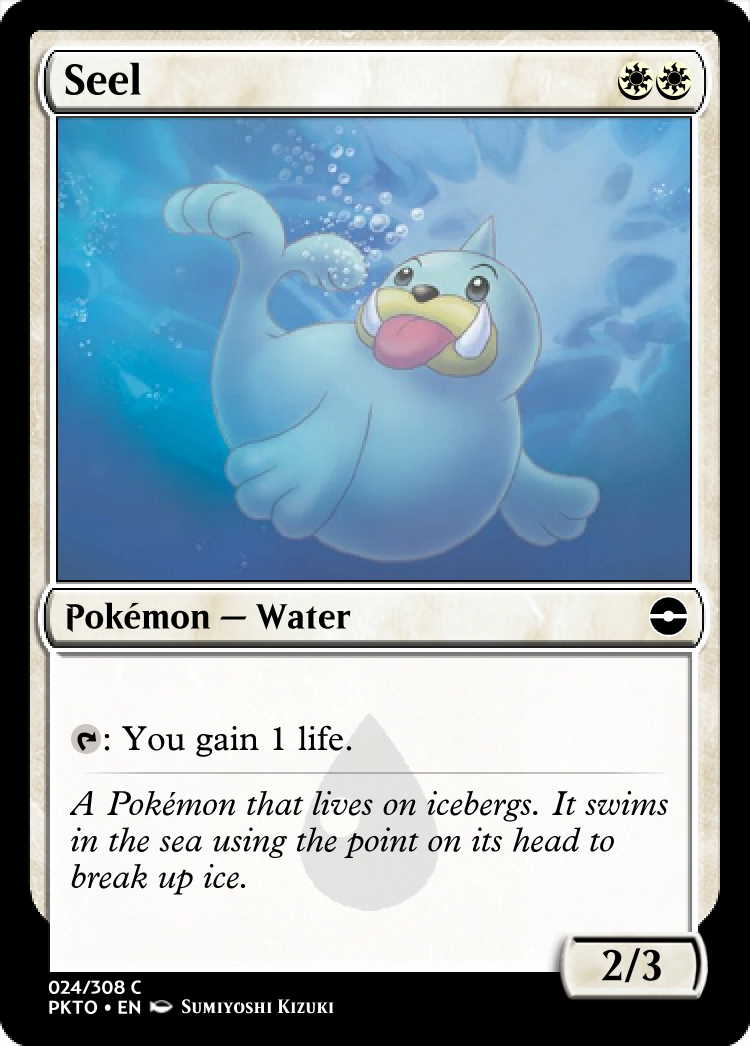 Seel
Pokémon — Water
: You gain 1 life.
A Pokémon that lives on icebergs. It swims
in the sea using the point on its head to
break up ice.
2/3
024/308 C
PKTO • EN Sumiyoshi Kizuki